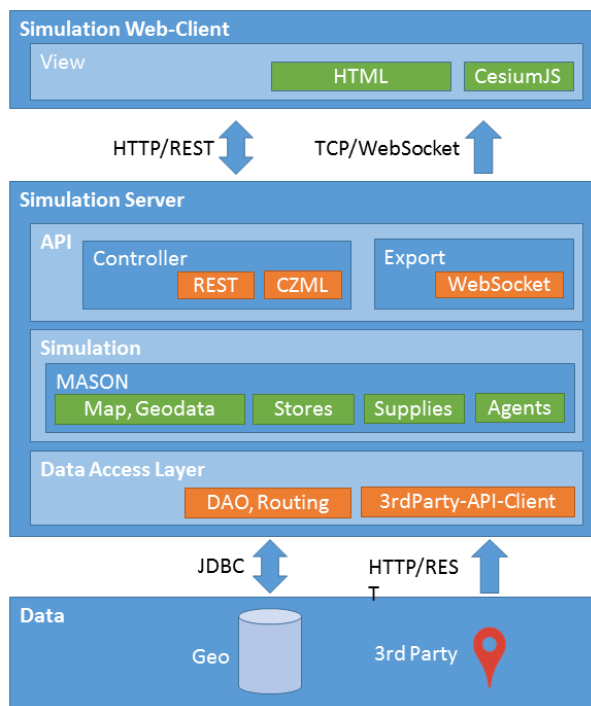 Simulation Web-Client
View
HTML
CesiumJS
HTTP/REST
TCP/WebSocket
Simulation Server
API
Controller
REST
CZML
Export
WebSocket
Simulation
MASON
Map, Geodata
Stores
Supplies
Agents
Data Access Layer
DAO, Routing
3rdParty-API-Client
JDBC
HTTP/RES
T
Data
Geo
3rd Party